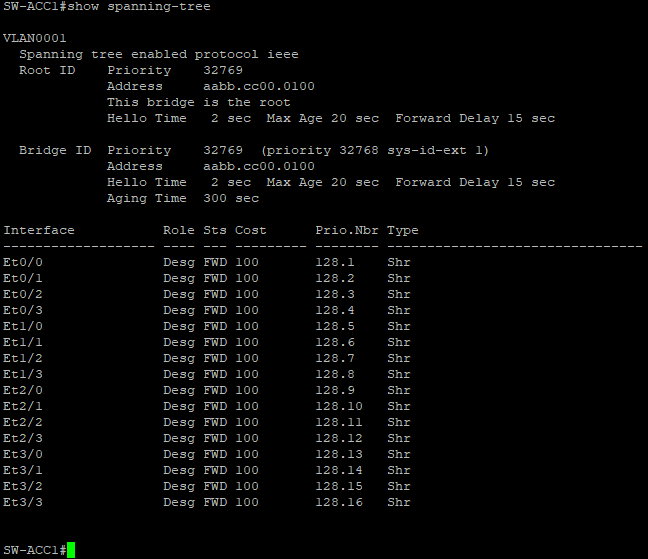 SW-ACC1#show spanning-tree
VLAN0001
Spanning tree enabled protocol ieee
Root ID Priority 32769
Address aabb.cc00.0100
This bridge is the root
Hello Time 2 sec Max Age 20 sec Forward Delay 15 sec
Bridge ID Priority 32769 (priority 32768 sys-id-ext 1)
Address aabb.cc00.0100
Hello Time 2 sec Max Age 20 sec Forward Delay 15 sec
Aging Time 300 sec
Interface Role Sts Cost Prio.Nbr Type
------------------- ---- --- --------- -------- --------------------------------
Et0/0 Desg FWD 100 128.1 Shr
Et0/1 Desg FWD 100 128.2 Shr
Et0/2 Desg FWD 100 128.3 Shr
Et0/3 Desg FWD 100 128.4 Shr
Et1/0 Desg FWD 100 128.5 Shr
Et1/1 Desg FWD 100 128.6 Shr
Et1/2 Desg FWD 100 128.7 Shr
Et1/3 Desg FWD 100 128.8 Shr
Et2/0 Desg FWD 100 128.9 Shr
Et2/1 Desg FWD 100 128.10 Shr
Et2/2 Desg FWD 100 128.11 Shr
Et2/3 Desg FWD 100 128.12 Shr
Et3/0 Desg FWD 100 128.13 Shr
Et3/1 Desg FWD 100 128.14 Shr
Et3/2 Desg FWD 100 128.15 Shr
Et3/3 Desg FWD 100 128.16 Shr
SW-ACC1#